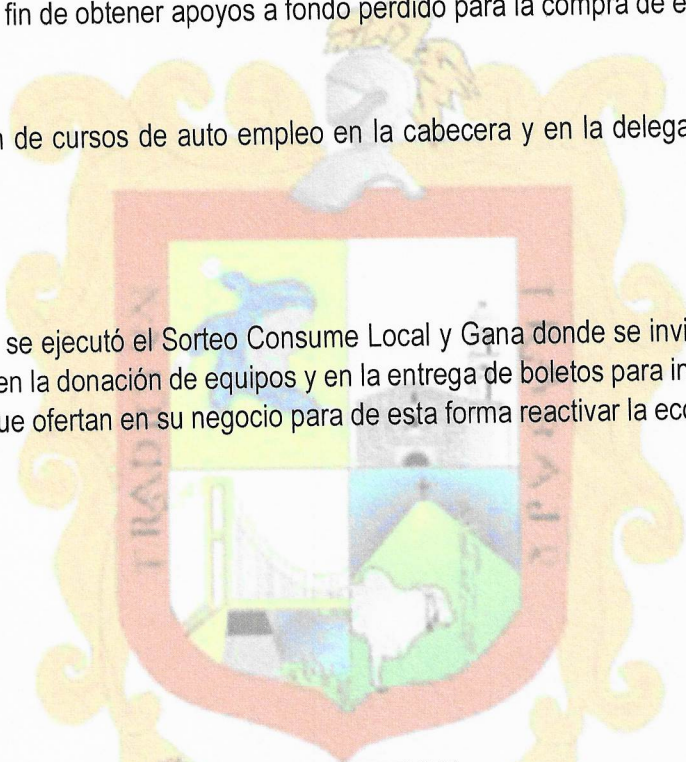 fin de obtener apoyos a fondo perdido para la compra de e
de cursos de auto empleo en la cabecera y en la delega
se ejecutó el Sorteo Consume Local y Gana donde se invi
en la donación de equipos y en la entrega de boletos para in
ue ofertan en su negocio para de esta forma reactivar la eco